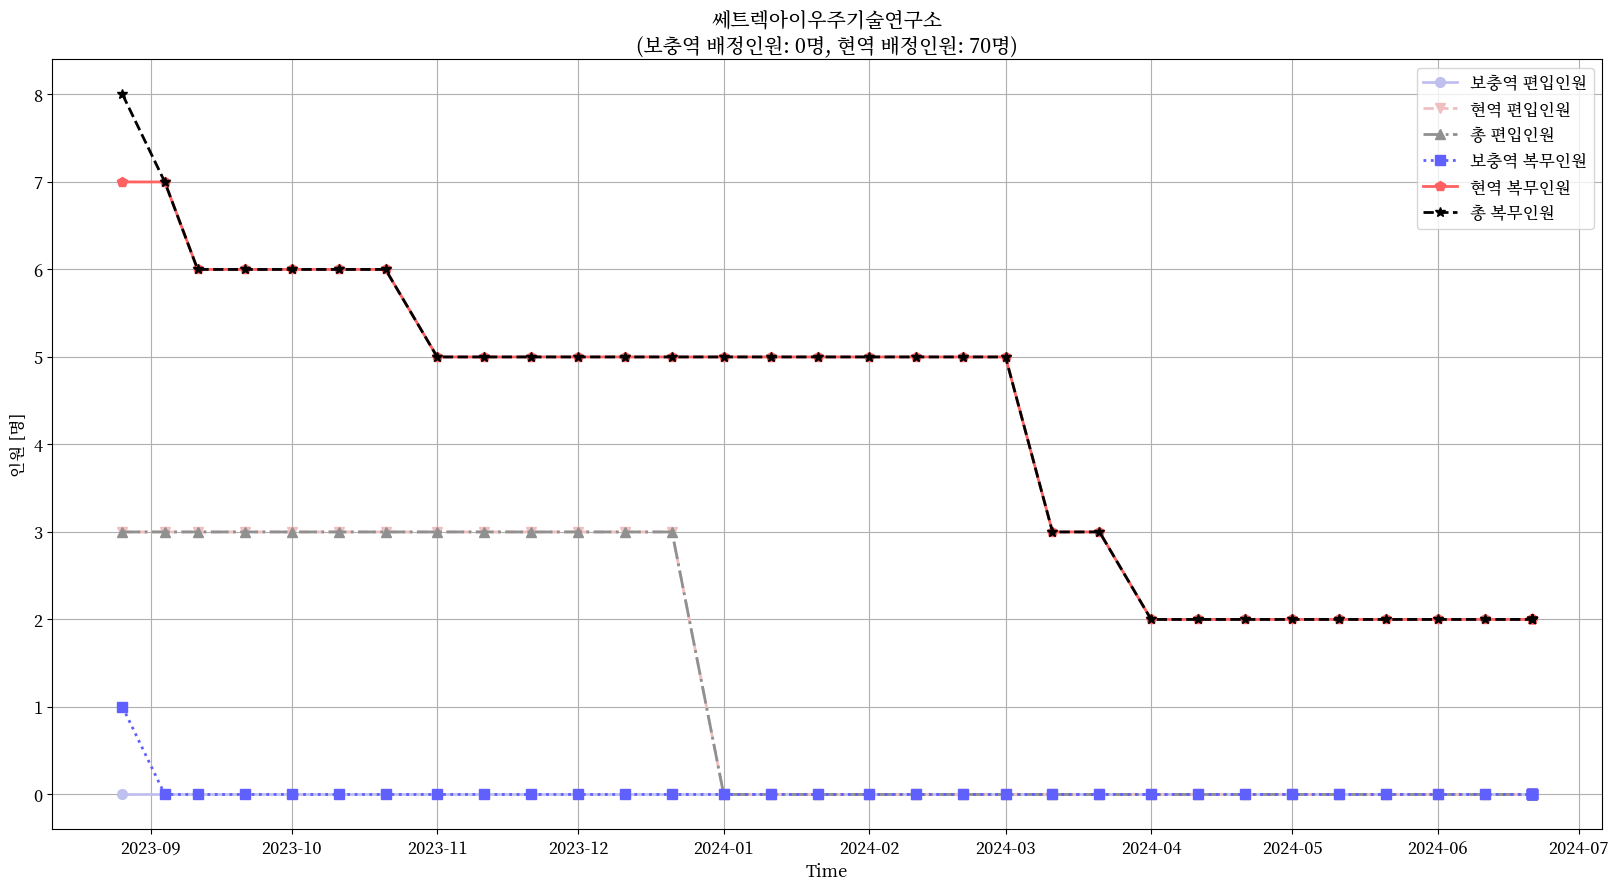 쎄트렉아이우주기술연구소
(보충역 배정인원: 0명, 현역 배정인원: 70명)
보충역 편입인원
현역 편입인원
총 편입인원
보충역 복무인원
현역 복무인원
총 복무인원
인원 [명]
8
7
6
5
4
3
2
1
0
2023-09
2023-10
2023-11
2023-12
2024-01
2024-02
2024-03
2024-04
2024-05
2024-06
2024-07
Time